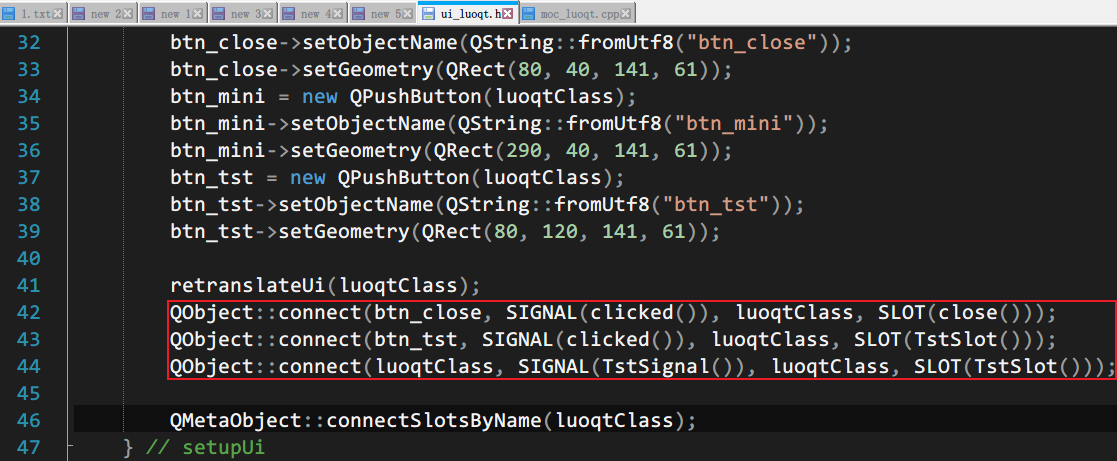 1.txt new 2 new 1 new 3 new 4 new 5 ui_luoqt.h moc_luoqt.cpp
32 btn_close->setObjectName(QString::fromUtf8("btn_close"));
33 btn_close->setGeometry(QRect(80, 40, 141, 61));
34 btn_mini = new QPushButton(luoqtClass);
35 btn_mini->setObjectName(QString::fromUtf8("btn_mini"));
36 btn_mini->setGeometry(QRect(290, 40, 141, 61));
37 btn_tst = new QPushButton(luoqtClass);
38 btn_tst->setObjectName(QString::fromUtf8("btn_tst"));
39 btn_tst->setGeometry(QRect(80, 120, 141, 61));
40
41 retranslateUi(luoqtClass);
42 QObject::connect(btn_close, SIGNAL(clicked()), luoqtClass, SLOT(close()));
43 QObject::connect(btn_tst, SIGNAL(clicked()), luoqtClass, SLOT(TstSlot()));
44 QObject::connect(luoqtClass, SIGNAL(TstSignal()), luoqtClass, SLOT(TstSlot()));
45
46 QMetaObject::connectSlotsByName(luoqtClass);
47 } // setupUi